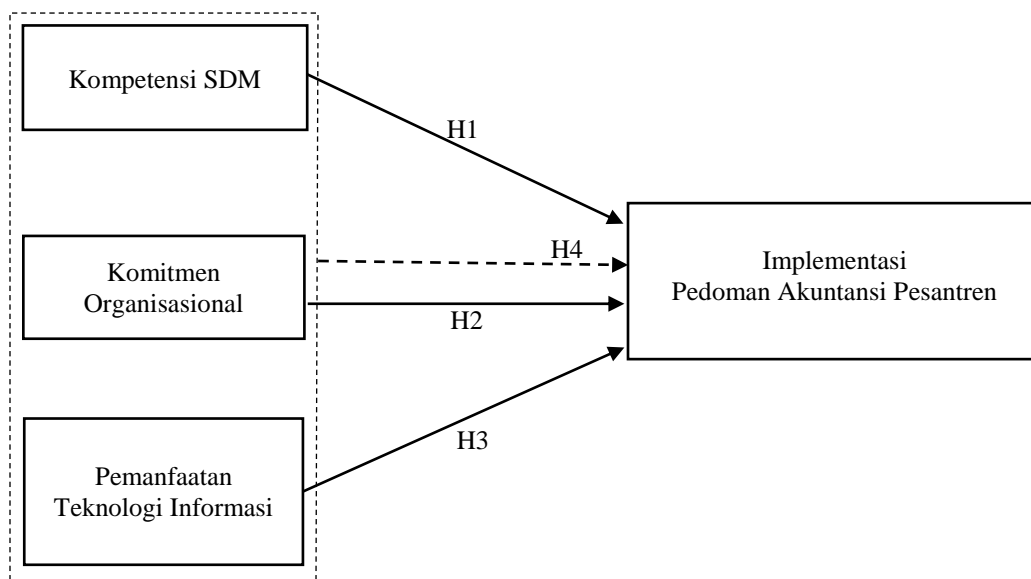 Kompetensi SDM
H1
Komitmen
Organisasional
H4
H2
Implementasi
Pedoman Akuntansi Pesantren
H3
Pemanfaatan
Teknologi Informasi